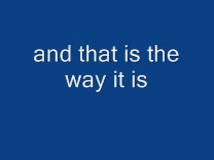 and that is the
way it is